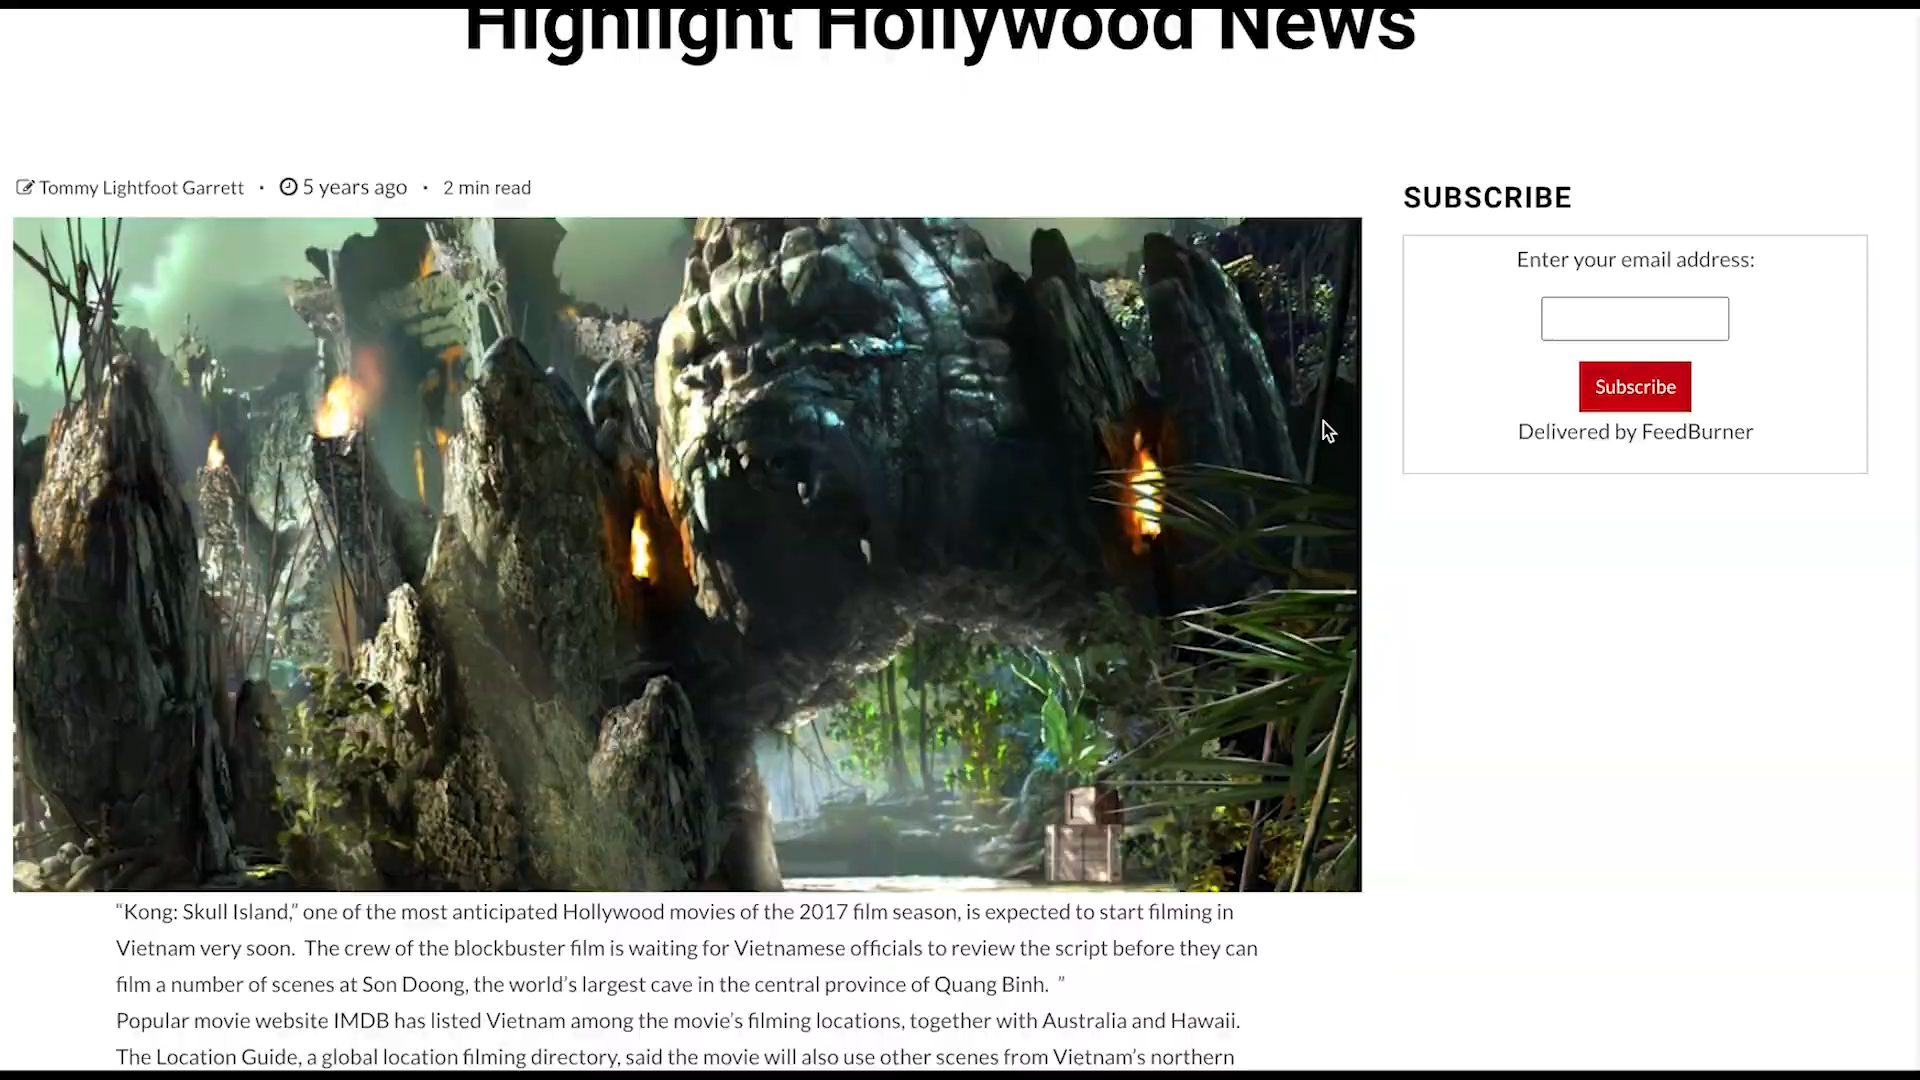 Highlight Hollywood News
Tommy Lightfoot Garrett · 5 years ago · 2 min read
SUBSCRIBE
Enter your email address:
Subscribe
Delivered by FeedBurner
“Kong: Skull Island,” one of the most anticipated Hollywood movies of the 2017 film season, is expected to start filming in
Vietnam very soon. The crew of the blockbuster film is waiting for Vietnamese officials to review the script before they can
film a number of scenes at Son Doong, the world’s largest cave in the central province of Quang Binh. ”
Popular movie website IMDB has listed Vietnam among the movie’s filming locations, together with Australia and Hawaii.
The Location Guide, a global location filming directory, said the movie will also use other scenes from Vietnam’s northern